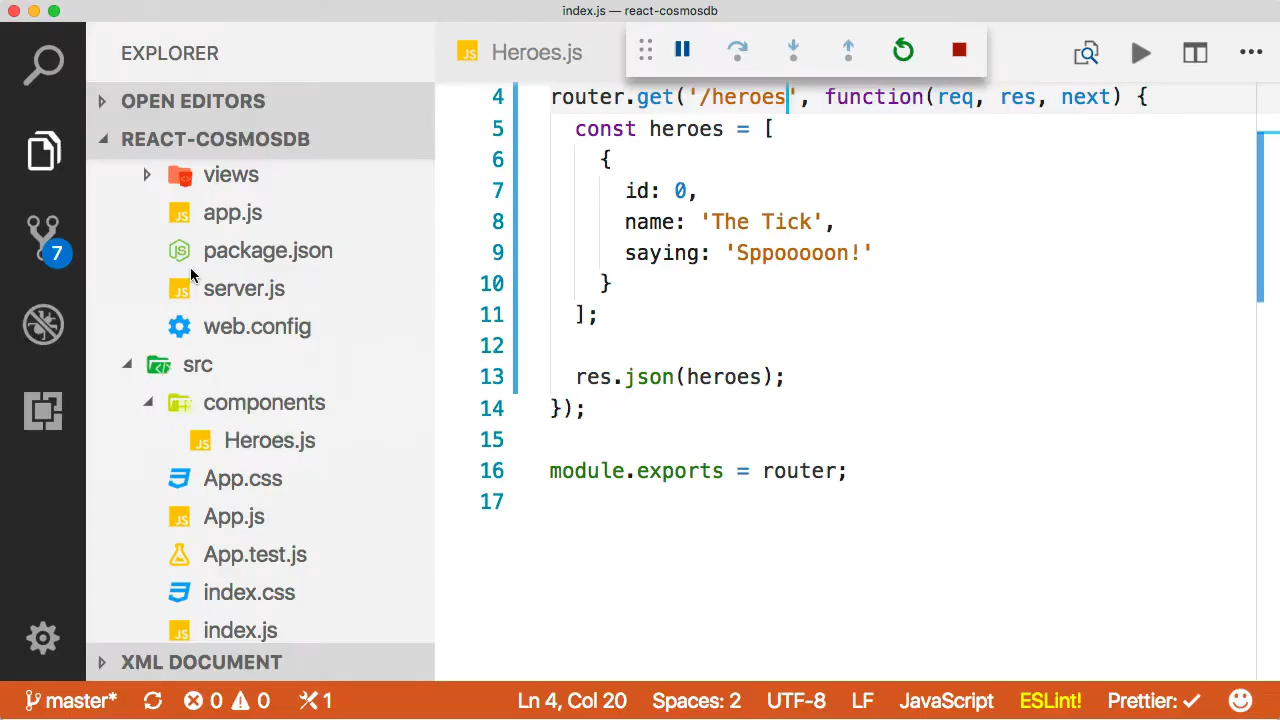 index.js — react-cosmosdb
EXPLORER
OPEN EDITORS
REACT-COSMOSDB
views
app.js
package.json
server.js
web.config
src
components
Heroes.js
App.css
App.js
App.test.js
index.css
index.js
XML DOCUMENT
7
Heroes.js
4 router.get('/heroes', function(req, res, next) {
5 const heroes = [
6 {
7 id: 0,
8 name: 'The Tick',
9 saying: 'Sppooooon!'
10 }
11 ];
12
13 res.json(heroes);
14 });
15
16 module.exports = router;
17
master* 0 0 1 Ln 4, Col 20 Spaces: 2 UTF-8 LF JavaScript ESLint! Prettier: ✓